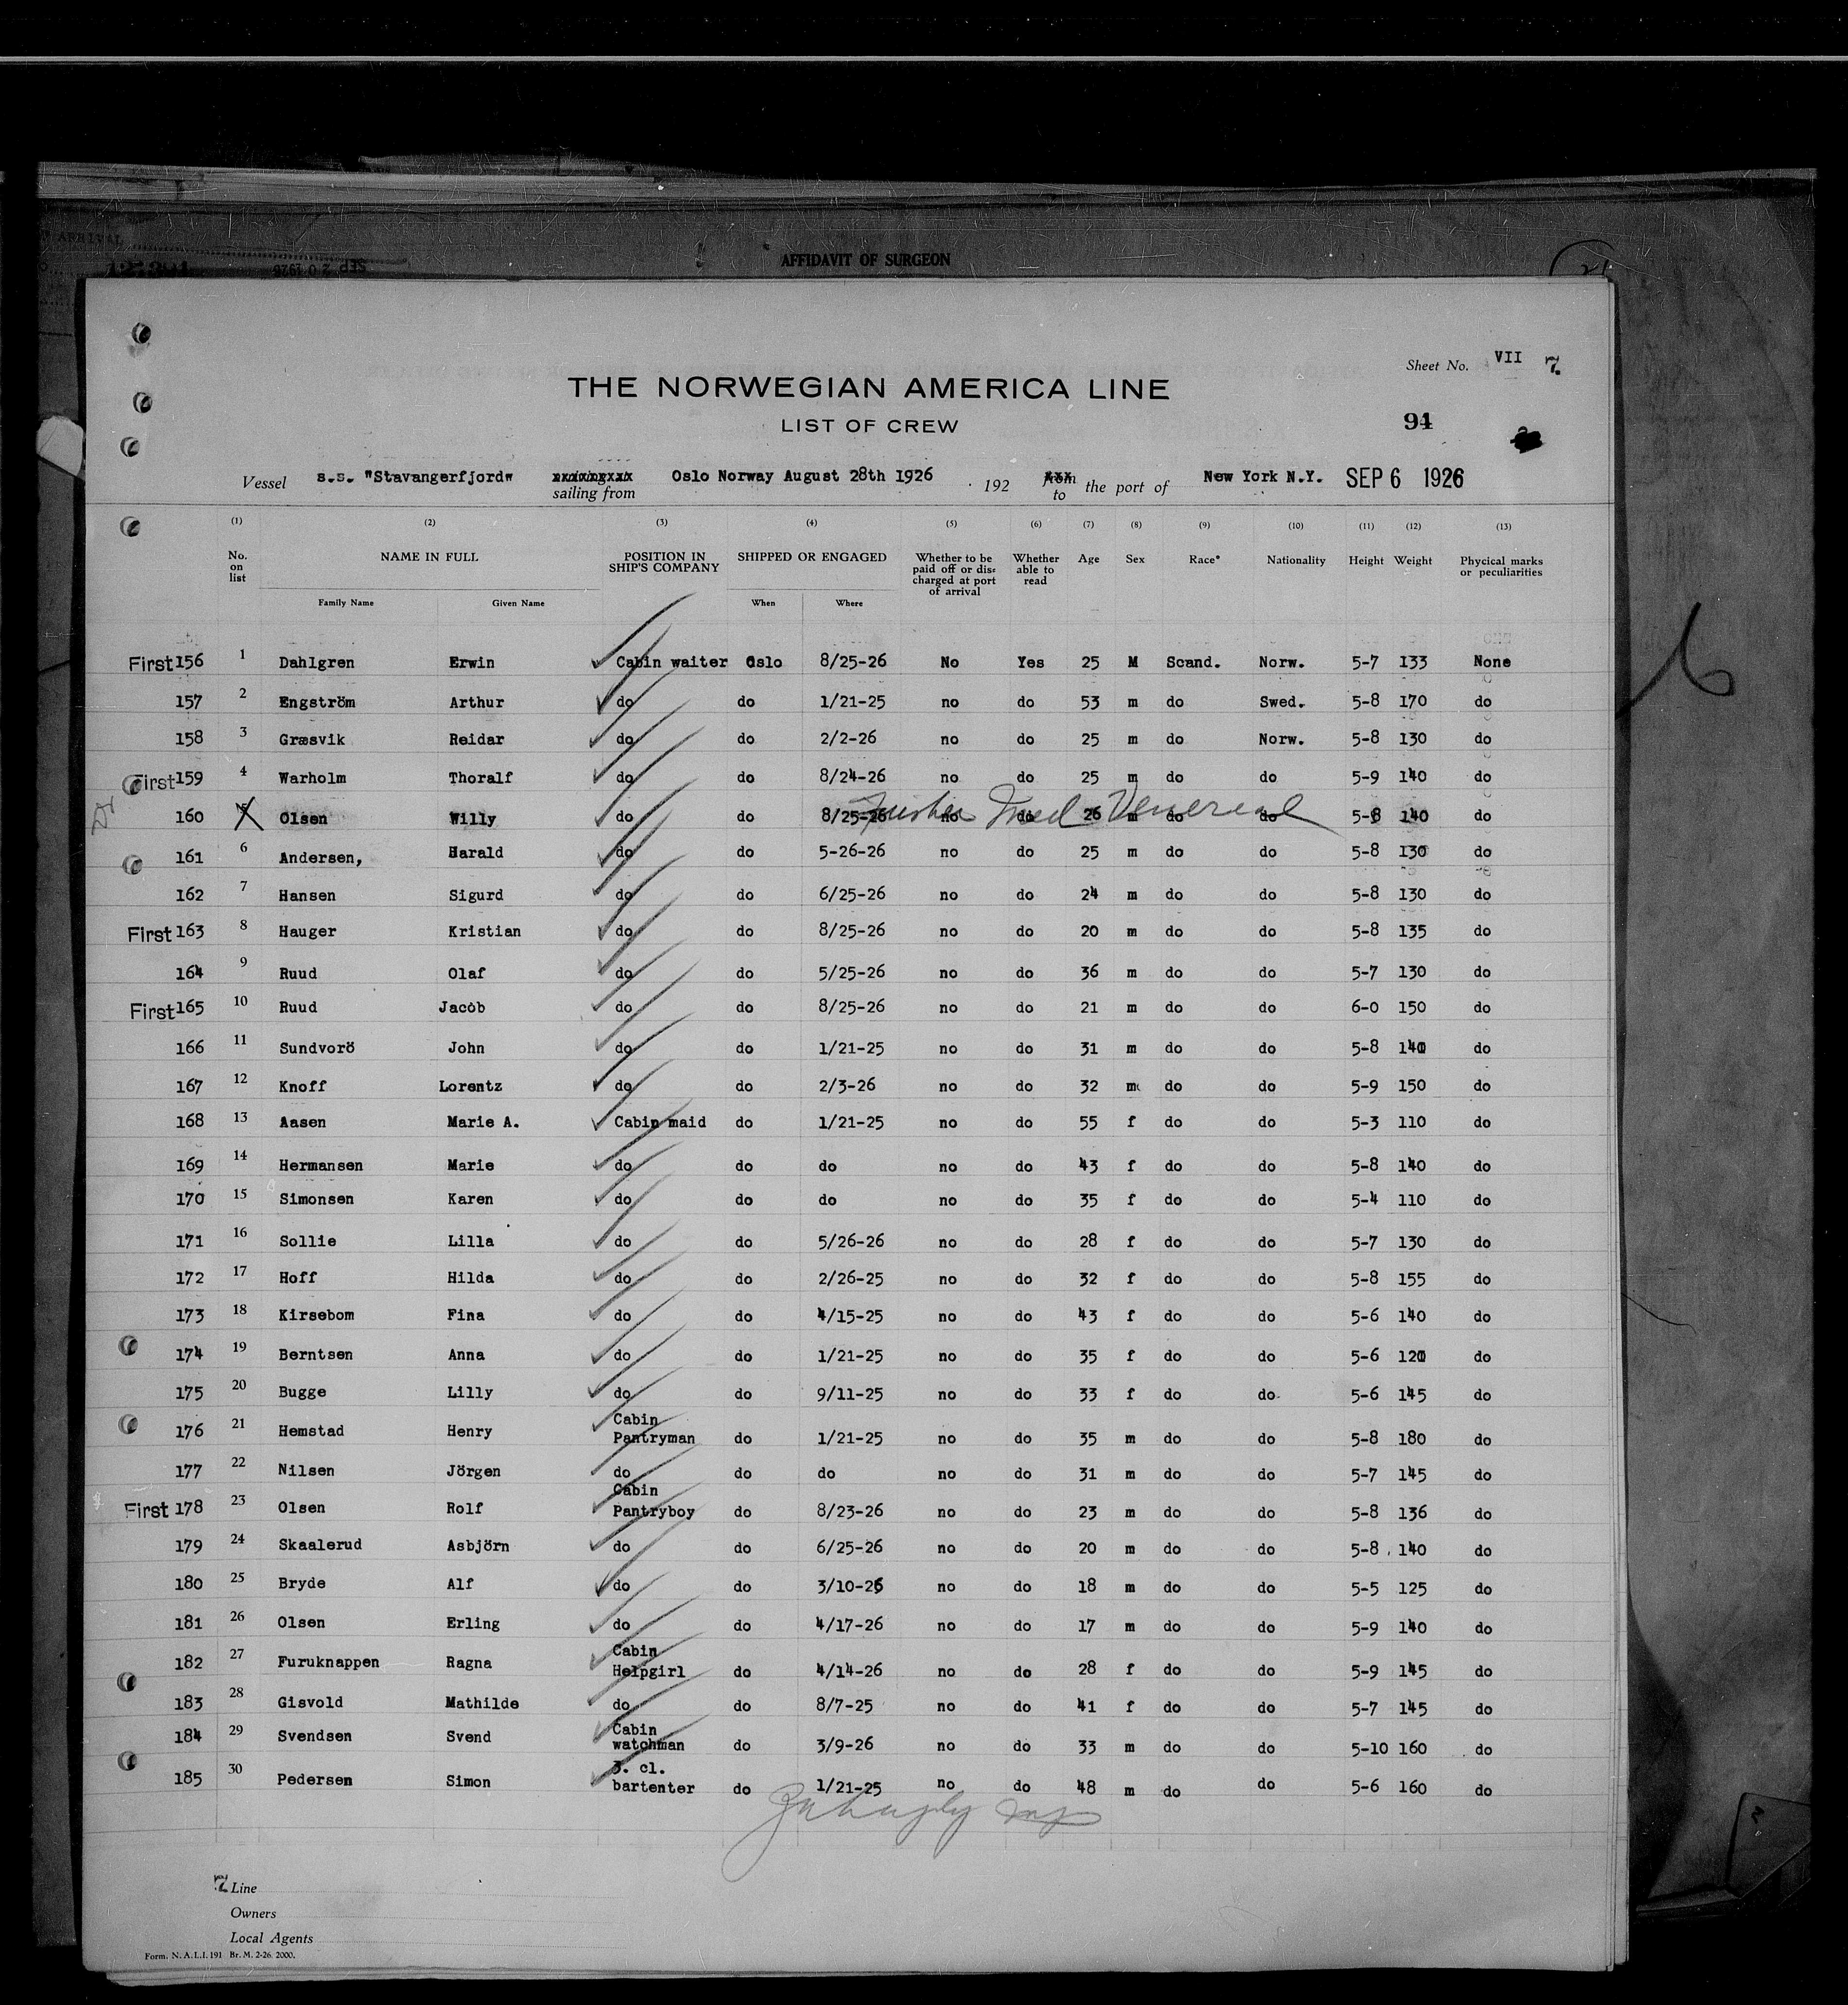 AFFIDAVIT OF SURGEON
SEP 20 1926
Sheet No. VII 7.
THE NORWEGIAN AMERICA LINE
LIST OF CREW
94
Vessel s.s. "Stavangerfjord" sailing from Oslo Norway August 28th 1926 192 from to the port of New York N.Y. SEP 6 1926
(1) (2) (3) (4) (5) (6) (7) (8) (9) (10) (11) (12) (13)
No. on list NAME IN FULL POSITION IN SHIP'S COMPANY SHIPPED OR ENGAGED Whether to be paid off or discharged at port of arrival Whether able to read Age Sex Race* Nationality Height Weight Phycical marks or peculiarities
Family Name Given Name When Where
First 156 1 Dahlgren Erwin Cabin waiter Oslo 8/25-26 No Yes 25 M Scand. Norw. 5-7 133 None
157 2 Engström Arthur do do 1/21-25 no do 53 m do Swed. 5-8 170 do
158 3 Græsvik Reidar do do 2/2-26 no do 25 m do Norw. 5-8 130 do
First 159 4 Warholm Thoralf do do 8/24-26 no do 25 m do do 5-9 140 do
160 5 Olsen Willy do do 8/25-26 no do 26 m do do 5-8 140 do
Venereal
161 6 Andersen, Harald do do 5-26-26 no do 25 m do do 5-8 130 do
162 7 Hansen Sigurd do do 6/25-26 no do 24 m do do 5-8 130 do
First 163 8 Hauger Kristian do do 8/25-26 no do 20 m do do 5-8 135 do
164 9 Ruud Olaf do do 5/25-26 no do 36 m do do 5-7 130 do
First 165 10 Ruud Jacob do do 8/25-26 no do 21 m do do 6-0 150 do
166 11 Sundvorö John do do 1/21-25 no do 31 m do do 5-8 140 do
167 12 Knoff Lorentz do do 2/3-26 no do 32 m do do 5-9 150 do
168 13 Aasen Marie A. Cabin maid do 1/21-25 no do 55 f do do 5-3 110 do
169 14 Hermansen Marie do do do no do 43 f do do 5-8 140 do
170 15 Simonsen Karen do do do no do 35 f do do 5-4 110 do
171 16 Sollie Lilla do do 5/26-26 no do 28 f do do 5-7 130 do
172 17 Hoff Hilda do do 2/26-25 no do 32 f do do 5-8 155 do
173 18 Kirsebom Fina do do 4/15-25 no do 43 f do do 5-6 140 do
174 19 Berntsen Anna do do 1/21-25 no do 35 f do do 5-6 120 do
175 20 Bugge Lilly do do 9/11-25 no do 33 f do do 5-6 145 do
176 21 Hemstad Henry Cabin Pantryman do 1/21-25 no do 35 m do do 5-8 180 do
177 22 Nilsen Jörgen do do do no do 31 m do do 5-7 145 do
First 178 23 Olsen Rolf Cabin Pantryboy do 8/23-26 no do 23 m do do 5-8 136 do
179 24 Skaalerud Asbjörn do do 6/25-26 no do 20 m do do 5-8 140 do
180 25 Bryde Alf do do 3/10-26 no do 18 m do do 5-5 125 do
181 26 Olsen Erling do do 4/17-26 no do 17 m do do 5-9 140 do
182 27 Furuknappen Ragna Cabin Helpgirl do 4/14-26 no do 28 f do do 5-9 145 do
183 28 Gisvold Mathilde do do 8/7-25 no do 41 f do do 5-7 145 do
184 29 Svendsen Svend Cabin watchman do 3/9-26 no do 33 m do do 5-10 160 do
185 30 Pedersen Simon 3. cl. bartenter do 1/21-25 no do 48 m do do 5-6 160 do
7 Line
Owners
Local Agents
Form. N. A. L. I. 191 Br. M. 2-26. 2000.